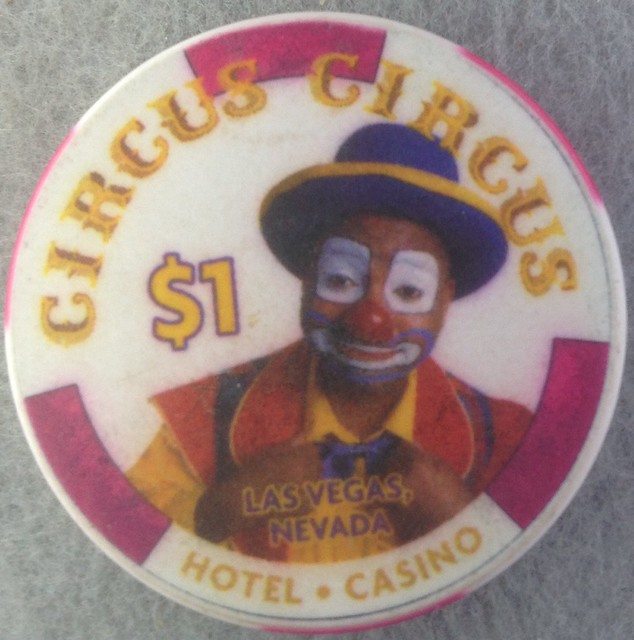 CIRCUS CIRCUS
$1
LAS VEGAS,
NEVADA
HOTEL • CASINO